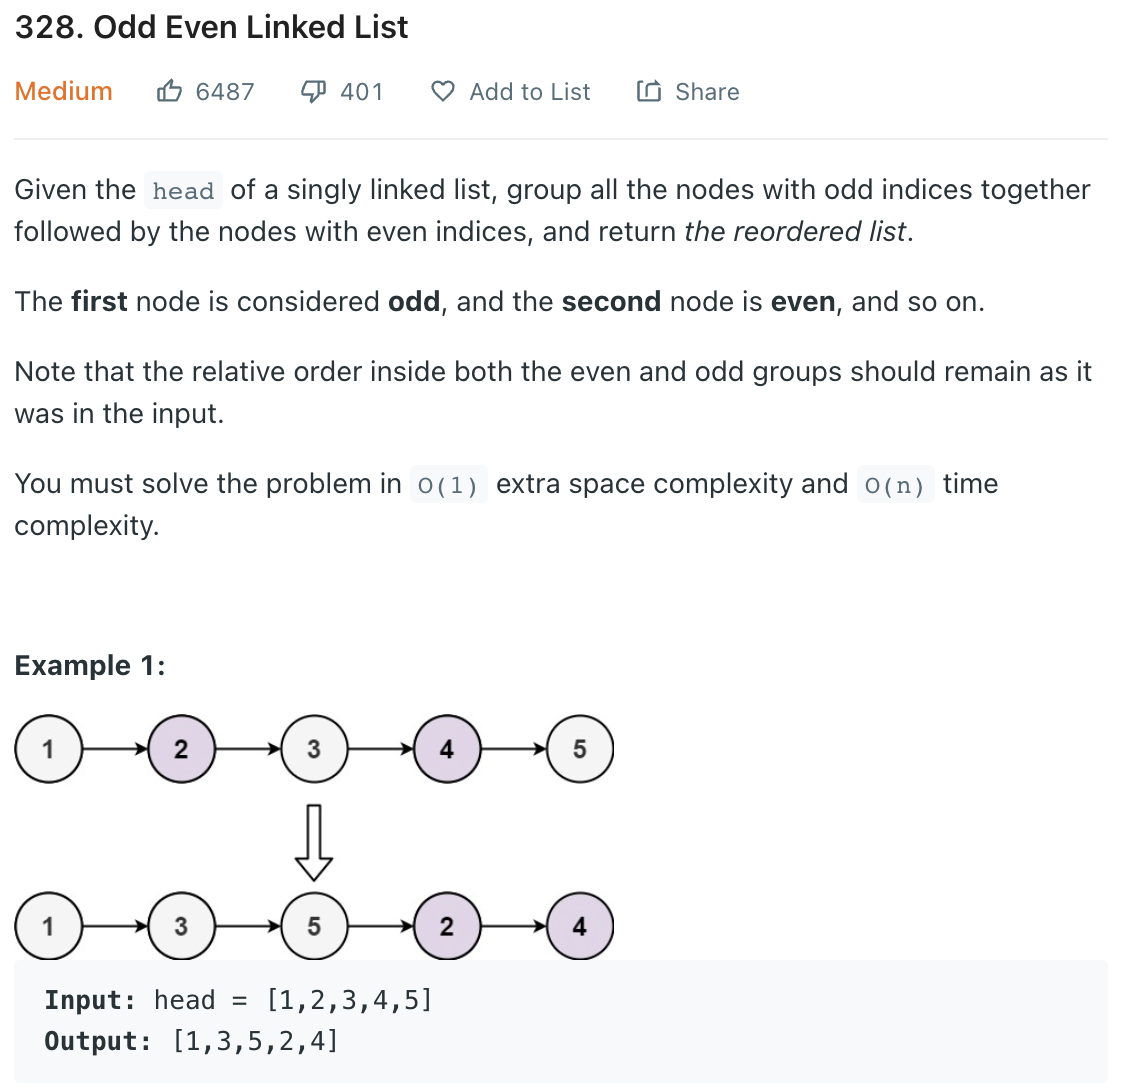 328. Odd Even Linked List
Medium 6487 401 Add to List Share
Given the head of a singly linked list, group all the nodes with odd indices together
followed by the nodes with even indices, and return the reordered list.
The first node is considered odd, and the second node is even, and so on.
Note that the relative order inside both the even and odd groups should remain as it
was in the input.
You must solve the problem in O(1) extra space complexity and O(n) time
complexity.
Example 1:
1 2 3 4 5
1 3 5 2 4
Input: head = [1,2,3,4,5]
Output: [1,3,5,2,4]